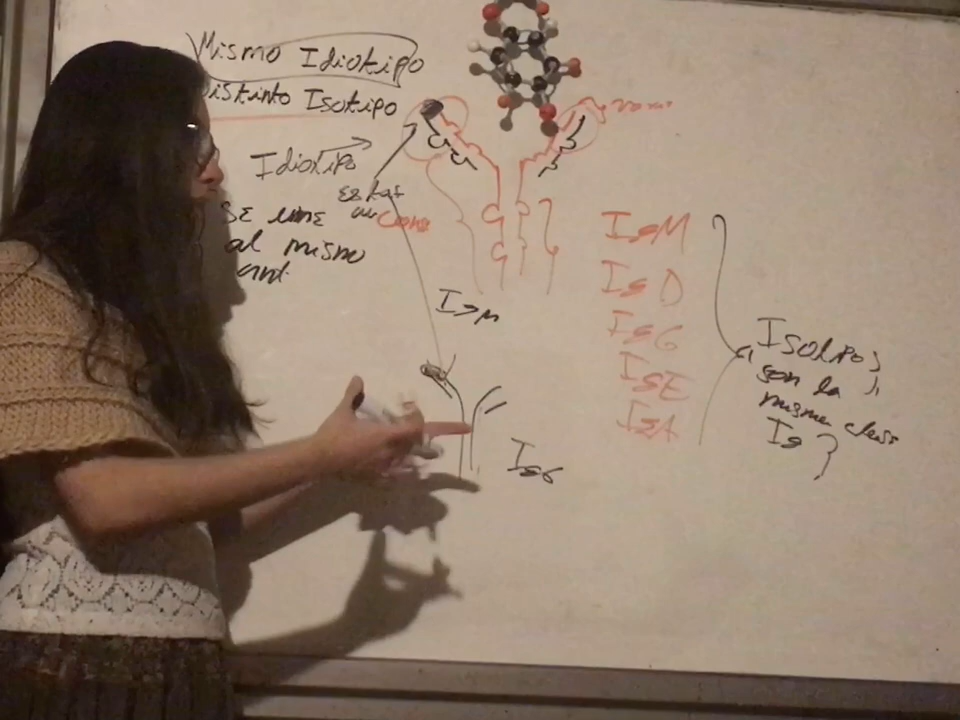 Mismo Idiotipo
Distinto Isotipo
Idiotipo
Se une
al mismo
ant.
IgM
IgG
IgM
IgD
IgG
IgE
IgA
Isotipo
son la
misma clase
Ig